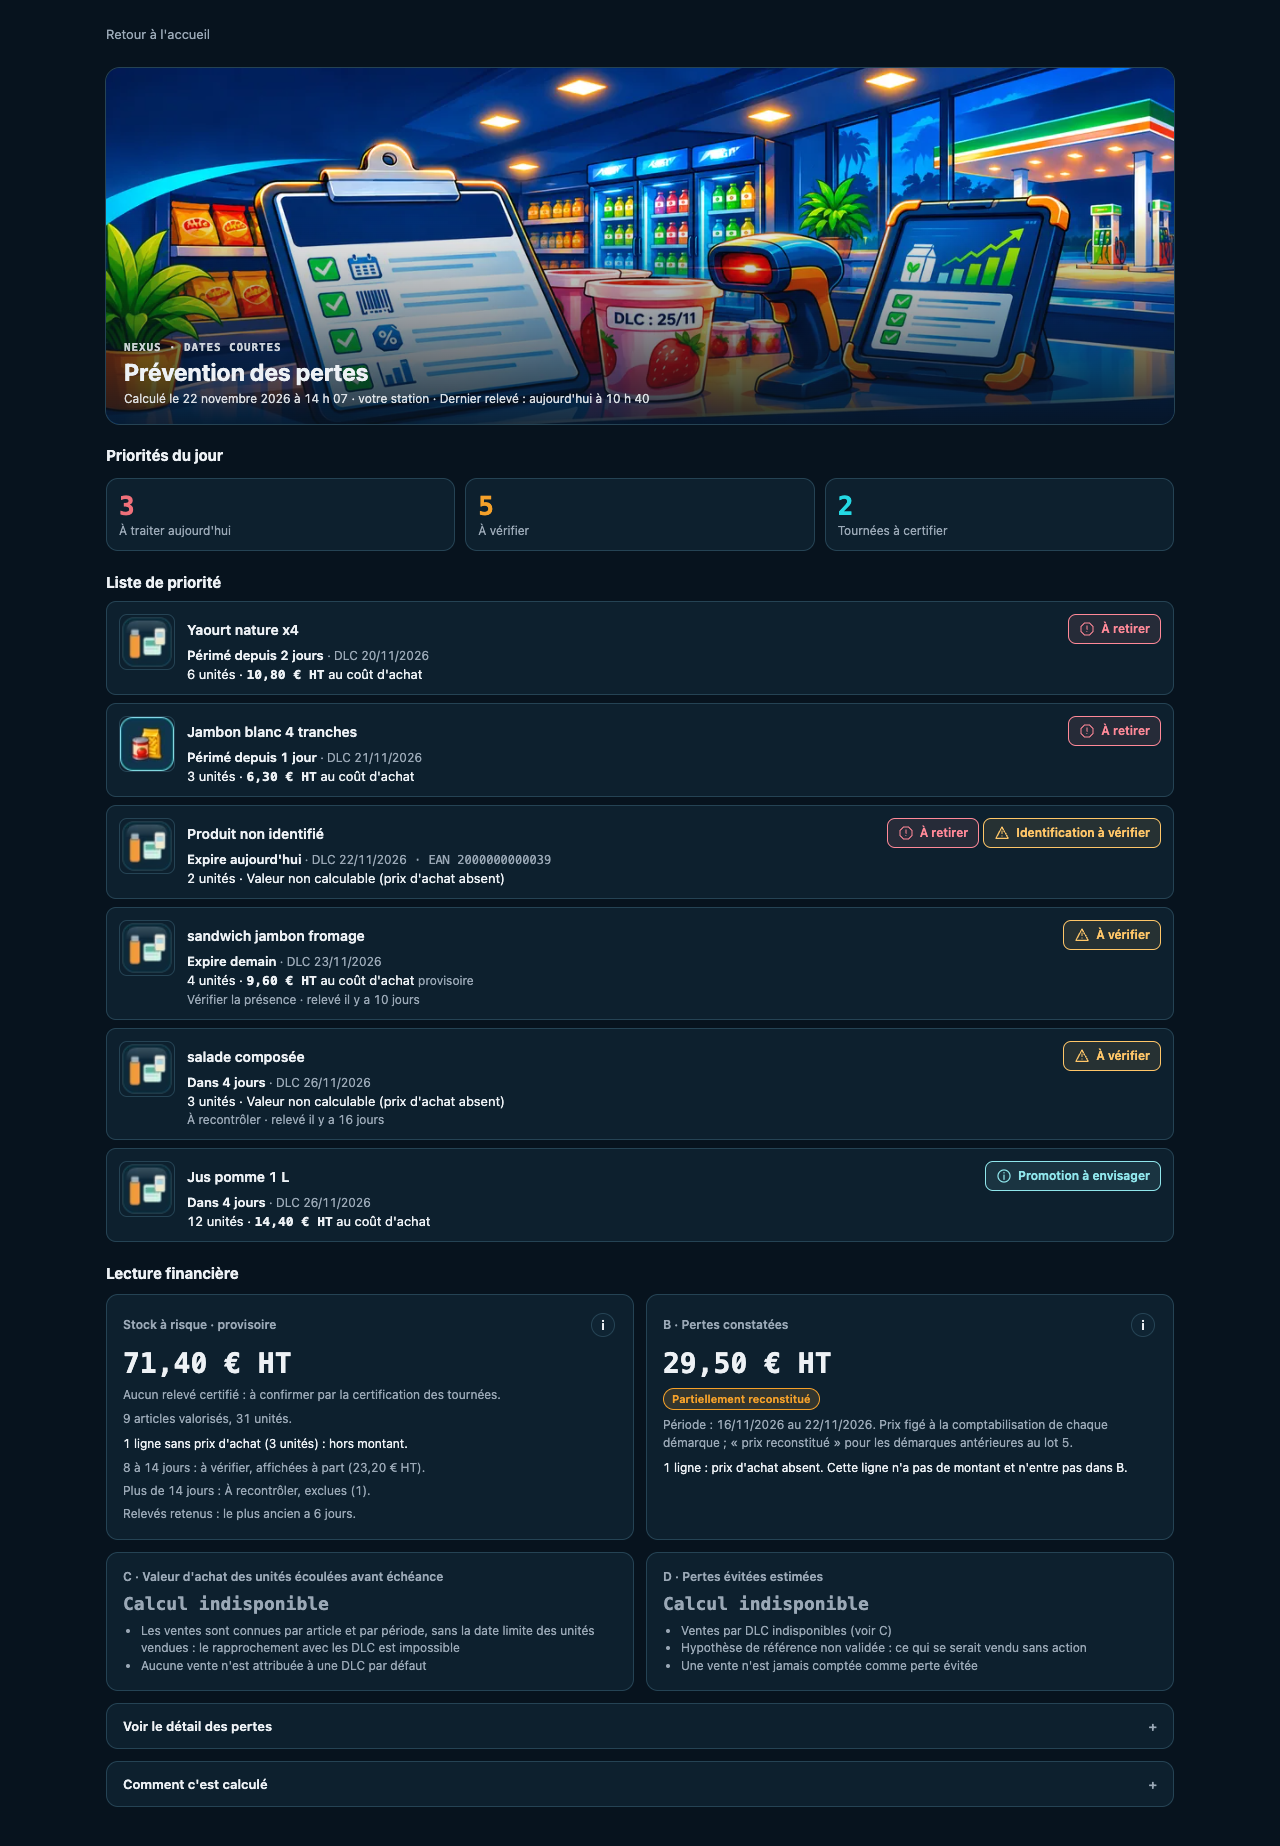 Retour à l'accueil
DLC : 25/11
NEXUS · DATES COURTES
Prévention des pertes
Calculé le 22 novembre 2026 à 14 h 07 · votre station · Dernier relevé : aujourd'hui à 10 h 40
Priorités du jour
3
À traiter aujourd'hui
5
À vérifier
2
Tournées à certifier
Liste de priorité
Yaourt nature x4
À retirer
Périmé depuis 2 jours · DLC 20/11/2026
6 unités · 10,80 € HT au coût d'achat
Jambon blanc 4 tranches
À retirer
Périmé depuis 1 jour · DLC 21/11/2026
3 unités · 6,30 € HT au coût d'achat
Produit non identifié
À retirer
Identification à vérifier
Expire aujourd'hui · DLC 22/11/2026 · EAN 2000000000039
2 unités · Valeur non calculable (prix d'achat absent)
sandwich jambon fromage
À vérifier
Expire demain · DLC 23/11/2026
4 unités · 9,60 € HT au coût d'achat provisoire
Vérifier la présence · relevé il y a 10 jours
salade composée
À vérifier
Dans 4 jours · DLC 26/11/2026
3 unités · Valeur non calculable (prix d'achat absent)
À recontrôler · relevé il y a 16 jours
Jus pomme 1 L
Promotion à envisager
Dans 4 jours · DLC 26/11/2026
12 unités · 14,40 € HT au coût d'achat
Lecture financière
Stock à risque · provisoire
i
71,40 € HT
Aucun relevé certifié : à confirmer par la certification des tournées.
9 articles valorisés, 31 unités.
1 ligne sans prix d'achat (3 unités) : hors montant.
8 à 14 jours : à vérifier, affichées à part (23,20 € HT).
Plus de 14 jours : À recontrôler, exclues (1).
Relevés retenus : le plus ancien a 6 jours.
B · Pertes constatées
i
29,50 € HT
Partiellement reconstitué
Période : 16/11/2026 au 22/11/2026. Prix figé à la comptabilisation de chaque
démarque ; « prix reconstitué » pour les démarques antérieures au lot 5.
1 ligne : prix d'achat absent. Cette ligne n'a pas de montant et n'entre pas dans B.
C · Valeur d'achat des unités écoulées avant échéance
Calcul indisponible
• Les ventes sont connues par article et par période, sans la date limite des unités
vendues : le rapprochement avec les DLC est impossible
• Aucune vente n'est attribuée à une DLC par défaut
D · Pertes évitées estimées
Calcul indisponible
• Ventes par DLC indisponibles (voir C)
• Hypothèse de référence non validée : ce qui se serait vendu sans action
• Une vente n'est jamais comptée comme perte évitée
Voir le détail des pertes
+
Comment c'est calculé
+